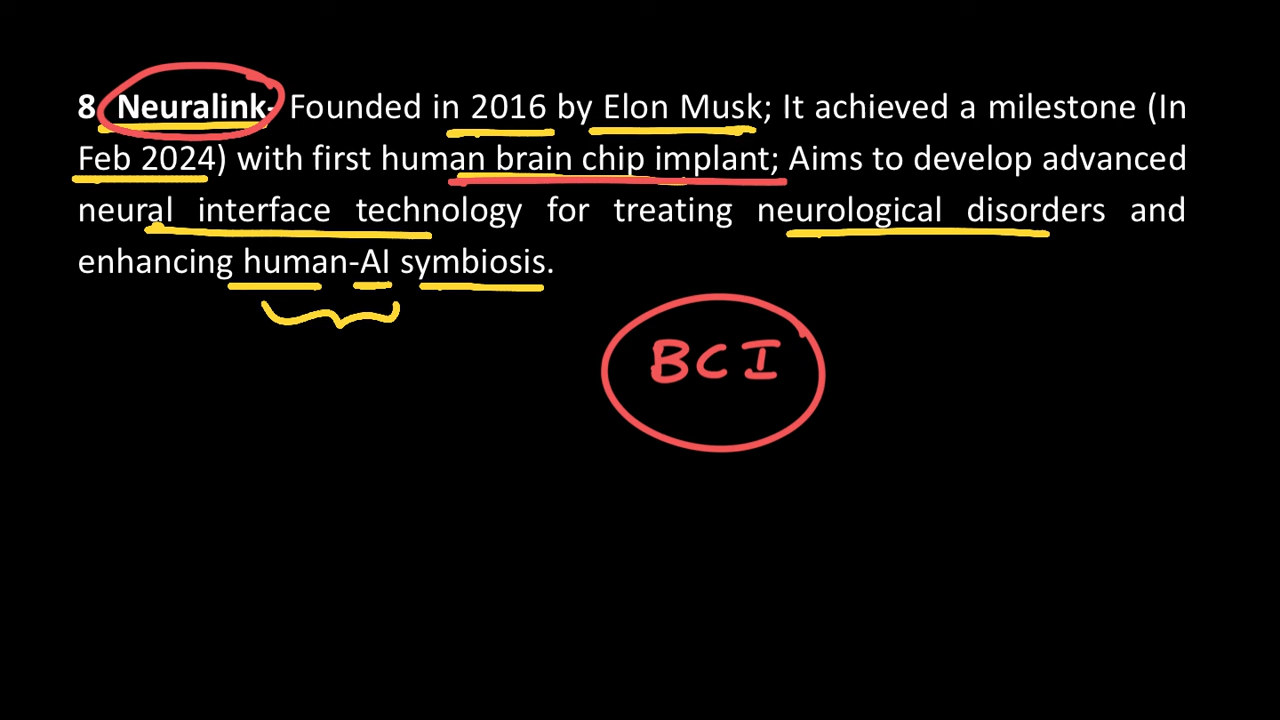 8. Neuralink- Founded in 2016 by Elon Musk; It achieved a milestone (In
Feb 2024) with first human brain chip implant; Aims to develop advanced
neural interface technology for treating neurological disorders and
enhancing human-AI symbiosis.
BCI